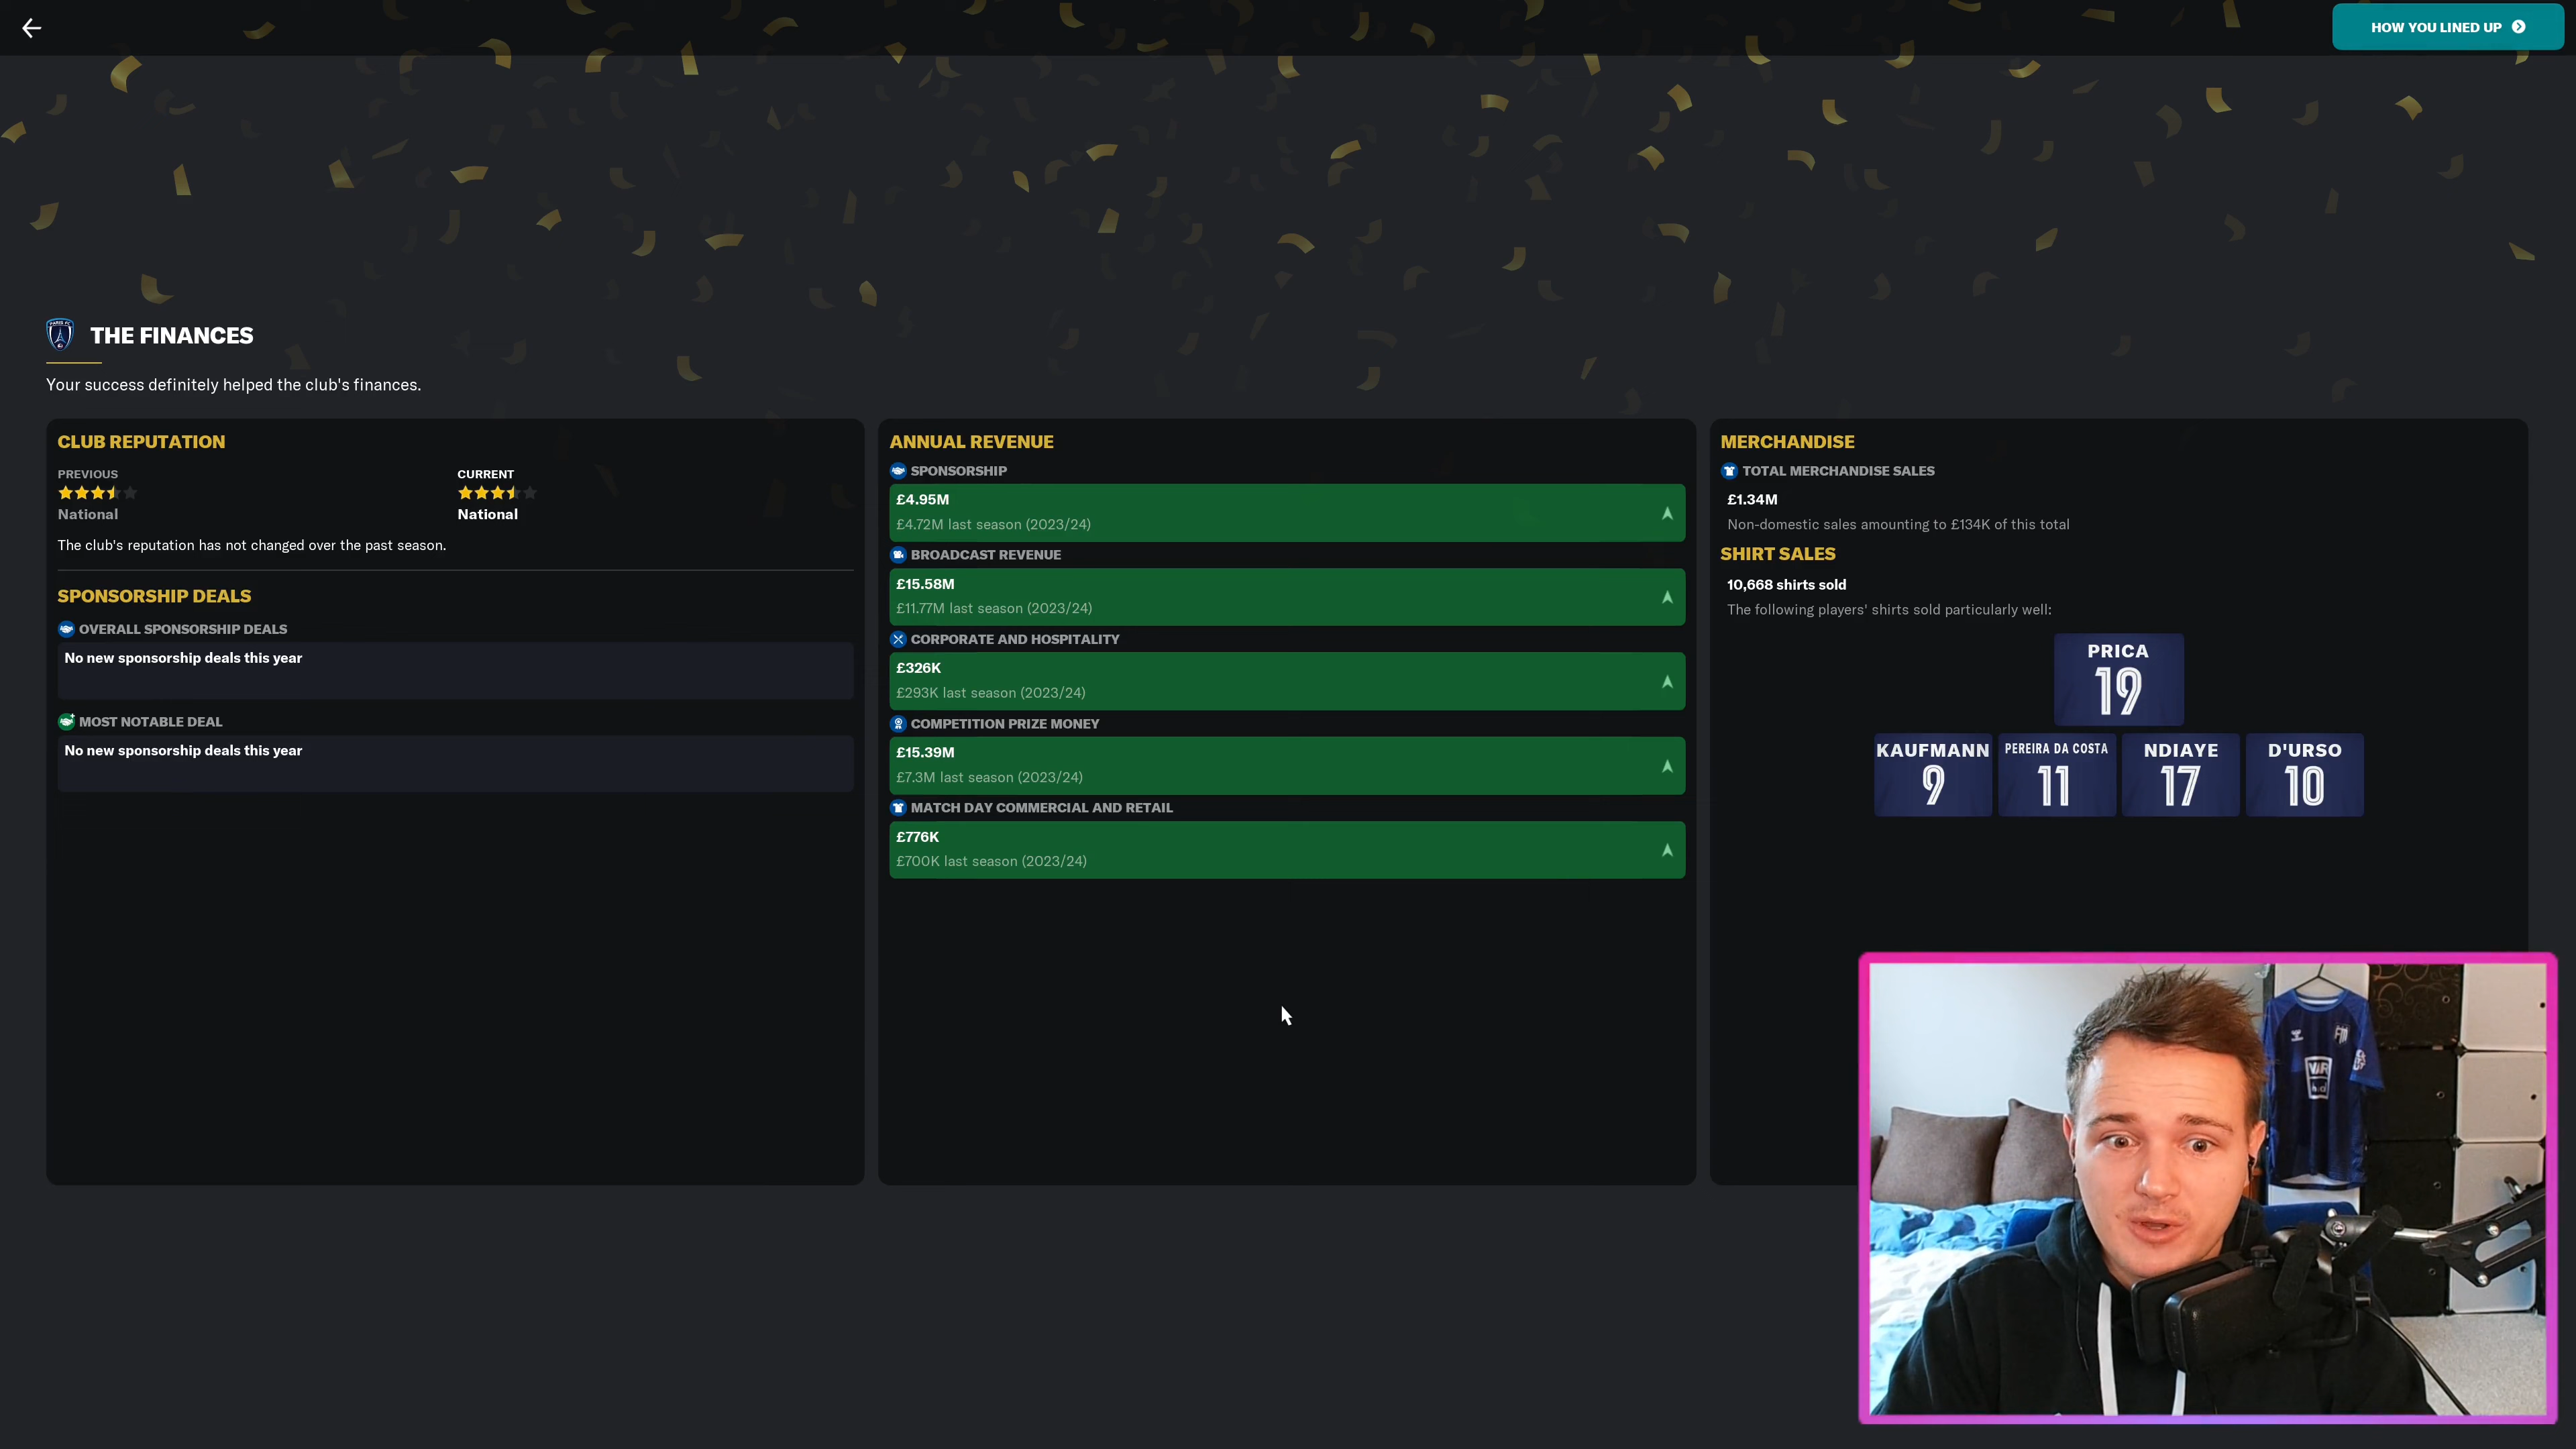 HOW YOU LINED UP
PARIS FC
THE FINANCES
Your success definitely helped the club's finances.
CLUB REPUTATION
PREVIOUS
CURRENT
National
National
The club's reputation has not changed over the past season.
SPONSORSHIP DEALS
OVERALL SPONSORSHIP DEALS
No new sponsorship deals this year
MOST NOTABLE DEAL
No new sponsorship deals this year
ANNUAL REVENUE
SPONSORSHIP
£4.95M
£4.72M last season (2023/24)
BROADCAST REVENUE
£15.58M
£11.77M last season (2023/24)
CORPORATE AND HOSPITALITY
£326K
£293K last season (2023/24)
COMPETITION PRIZE MONEY
£15.39M
£7.3M last season (2023/24)
MATCH DAY COMMERCIAL AND RETAIL
£776K
£700K last season (2023/24)
MERCHANDISE
TOTAL MERCHANDISE SALES
£1.34M
Non-domestic sales amounting to £134K of this total
SHIRT SALES
10,668 shirts sold
The following players' shirts sold particularly well:
PRICA
19
KAUFMANN
9
PEREIRA DA COSTA
11
NDIAYE
17
D'URSO
10